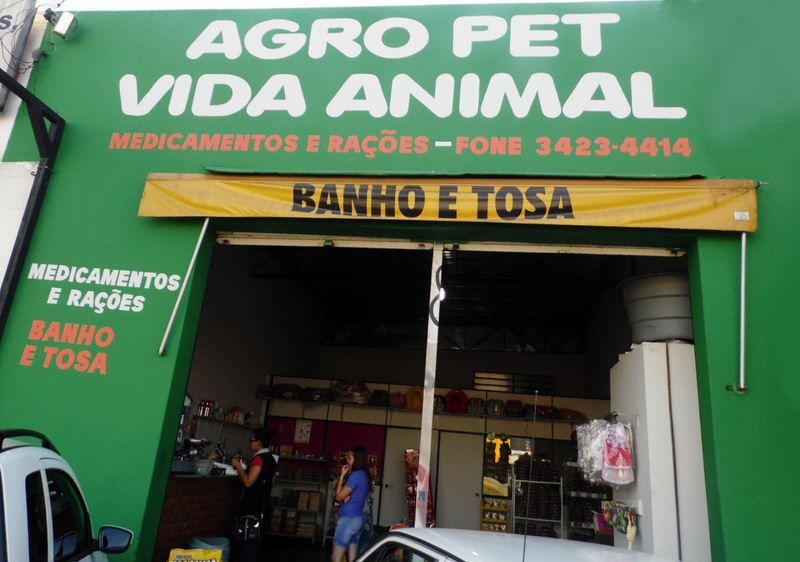 AGRO PET
VIDA ANIMAL
MEDICAMENTOS E RAÇÕES - FONE 3423-4414
BANHO E TOSA
MEDICAMENTOS
E RAÇÕES
BANHO
E TOSA